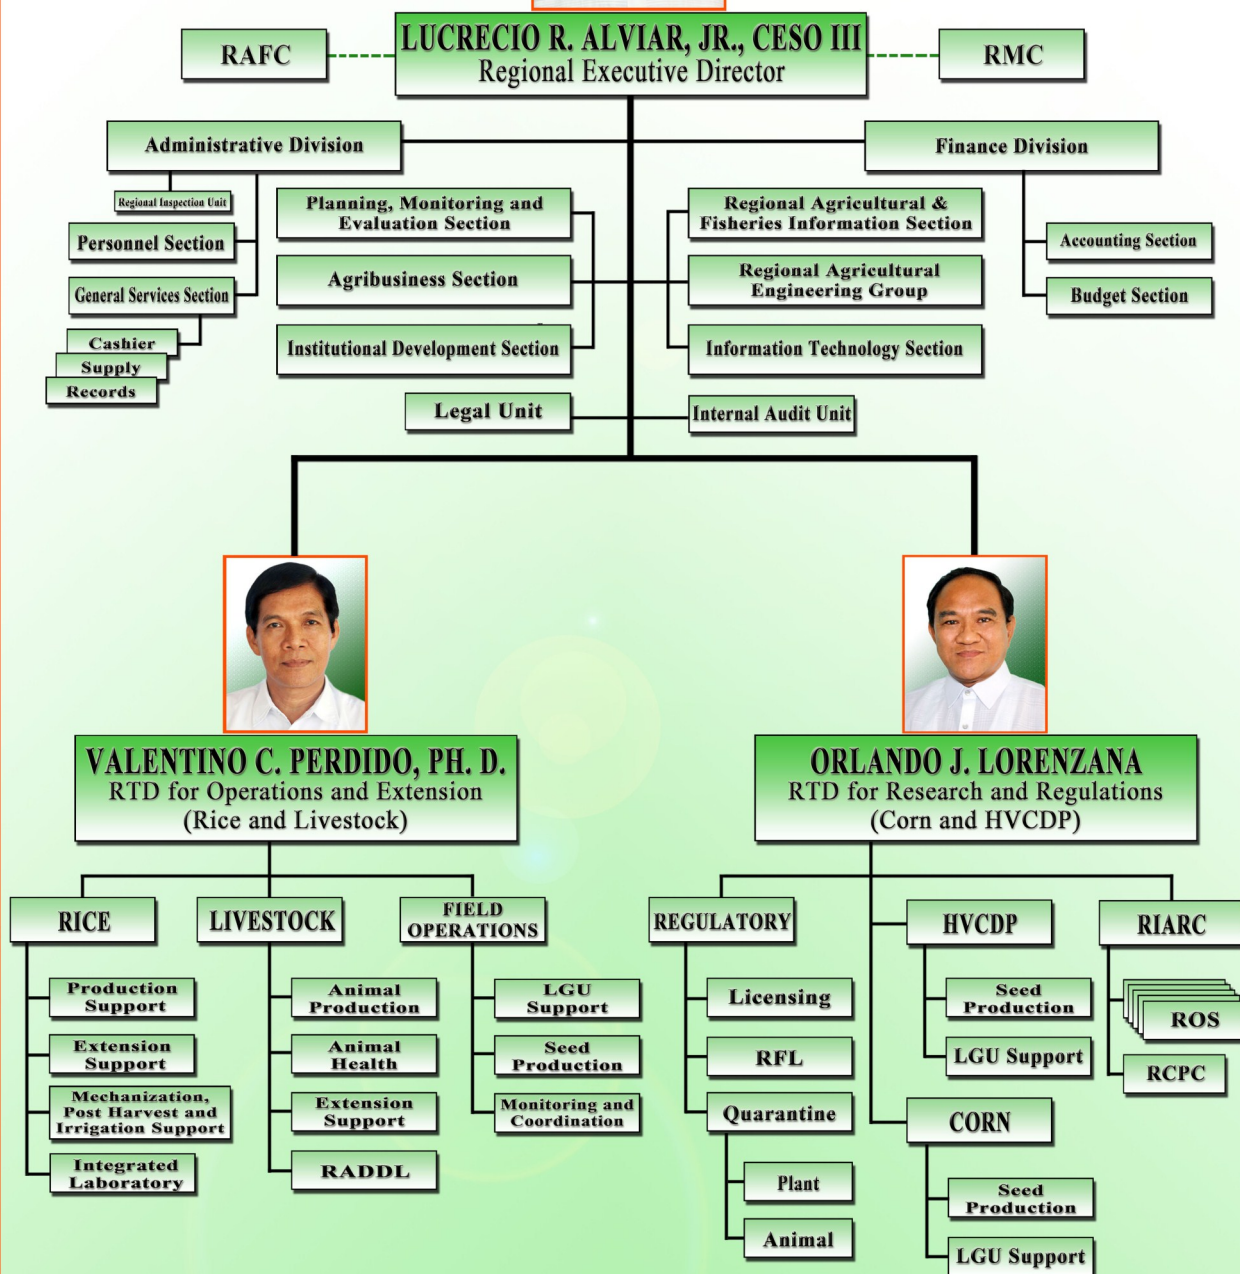 LUCRECIO R. ALVIAR, JR., CESO III
Regional Executive Director
RAFC
RMC
Administrative Division
Finance Division
Regional Inspection Unit
Personnel Section
General Services Section
Cashier
Supply
Records
Planning, Monitoring and
Evaluation Section
Agribusiness Section
Institutional Development Section
Regional Agricultural &
Fisheries Information Section
Regional Agricultural
Engineering Group
Information Technology Section
Accounting Section
Budget Section
Legal Unit
Internal Audit Unit
VALENTINO C. PERDIDO, PH. D.
RTD for Operations and Extension
(Rice and Livestock)
ORLANDO J. LORENZANA
RTD for Research and Regulations
(Corn and HVCDP)
RICE
Production
Support
Extension
Support
Mechanization,
Post Harvest and
Irrigation Support
Integrated
Laboratory
LIVESTOCK
Animal
Production
Animal
Health
Extension
Support
RADDL
FIELD
OPERATIONS
LGU
Support
Seed
Production
Monitoring and
Coordination
REGULATORY
Licensing
RFL
Quarantine
Plant
Animal
HVCDP
Seed
Production
LGU Support
CORN
Seed
Production
LGU Support
RIARC
ROS
RCPC